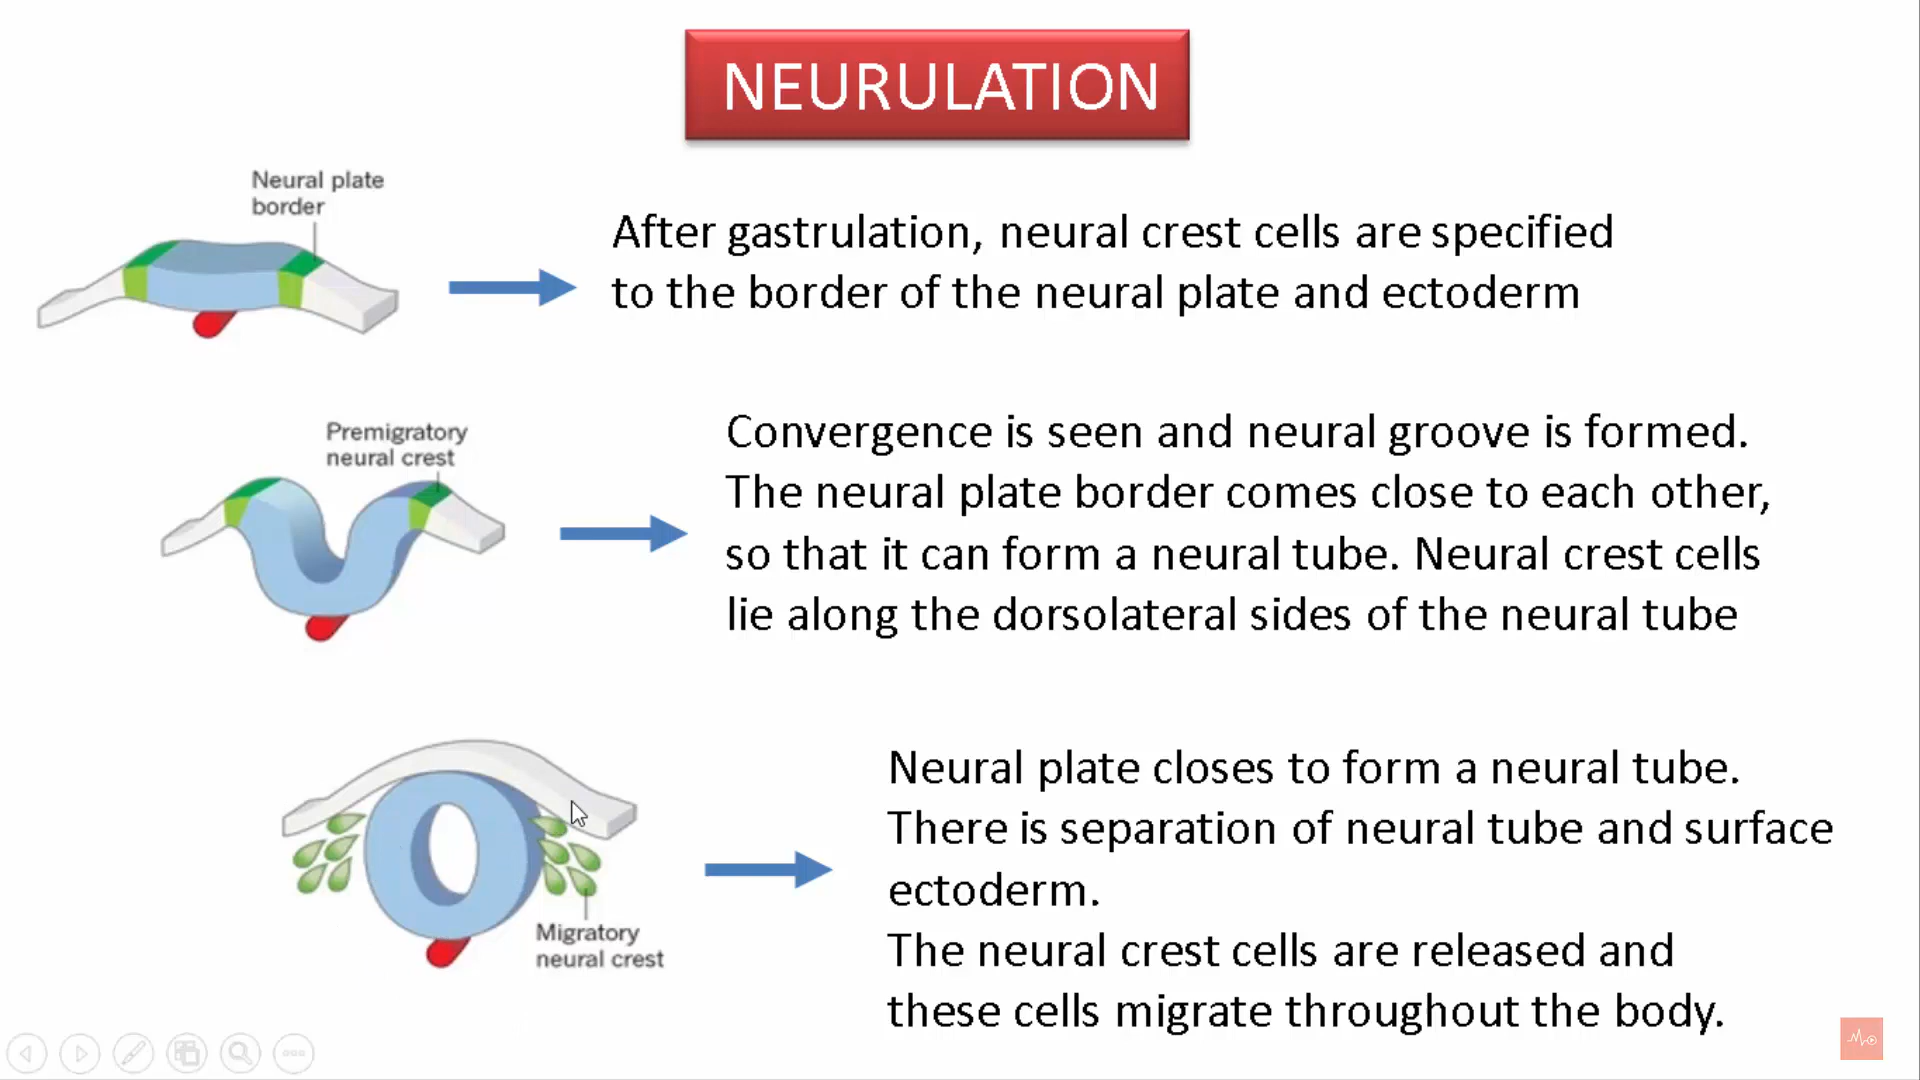 NEURULATION
Neural plate
border
After gastrulation, neural crest cells are specified
to the border of the neural plate and ectoderm
Premigratory
neural crest
Convergence is seen and neural groove is formed.
The neural plate border comes close to each other,
so that it can form a neural tube. Neural crest cells
lie along the dorsolateral sides of the neural tube
Neural plate closes to form a neural tube.
There is separation of neural tube and surface
ectoderm.
The neural crest cells are released and
these cells migrate throughout the body.
Migratory
neural crest